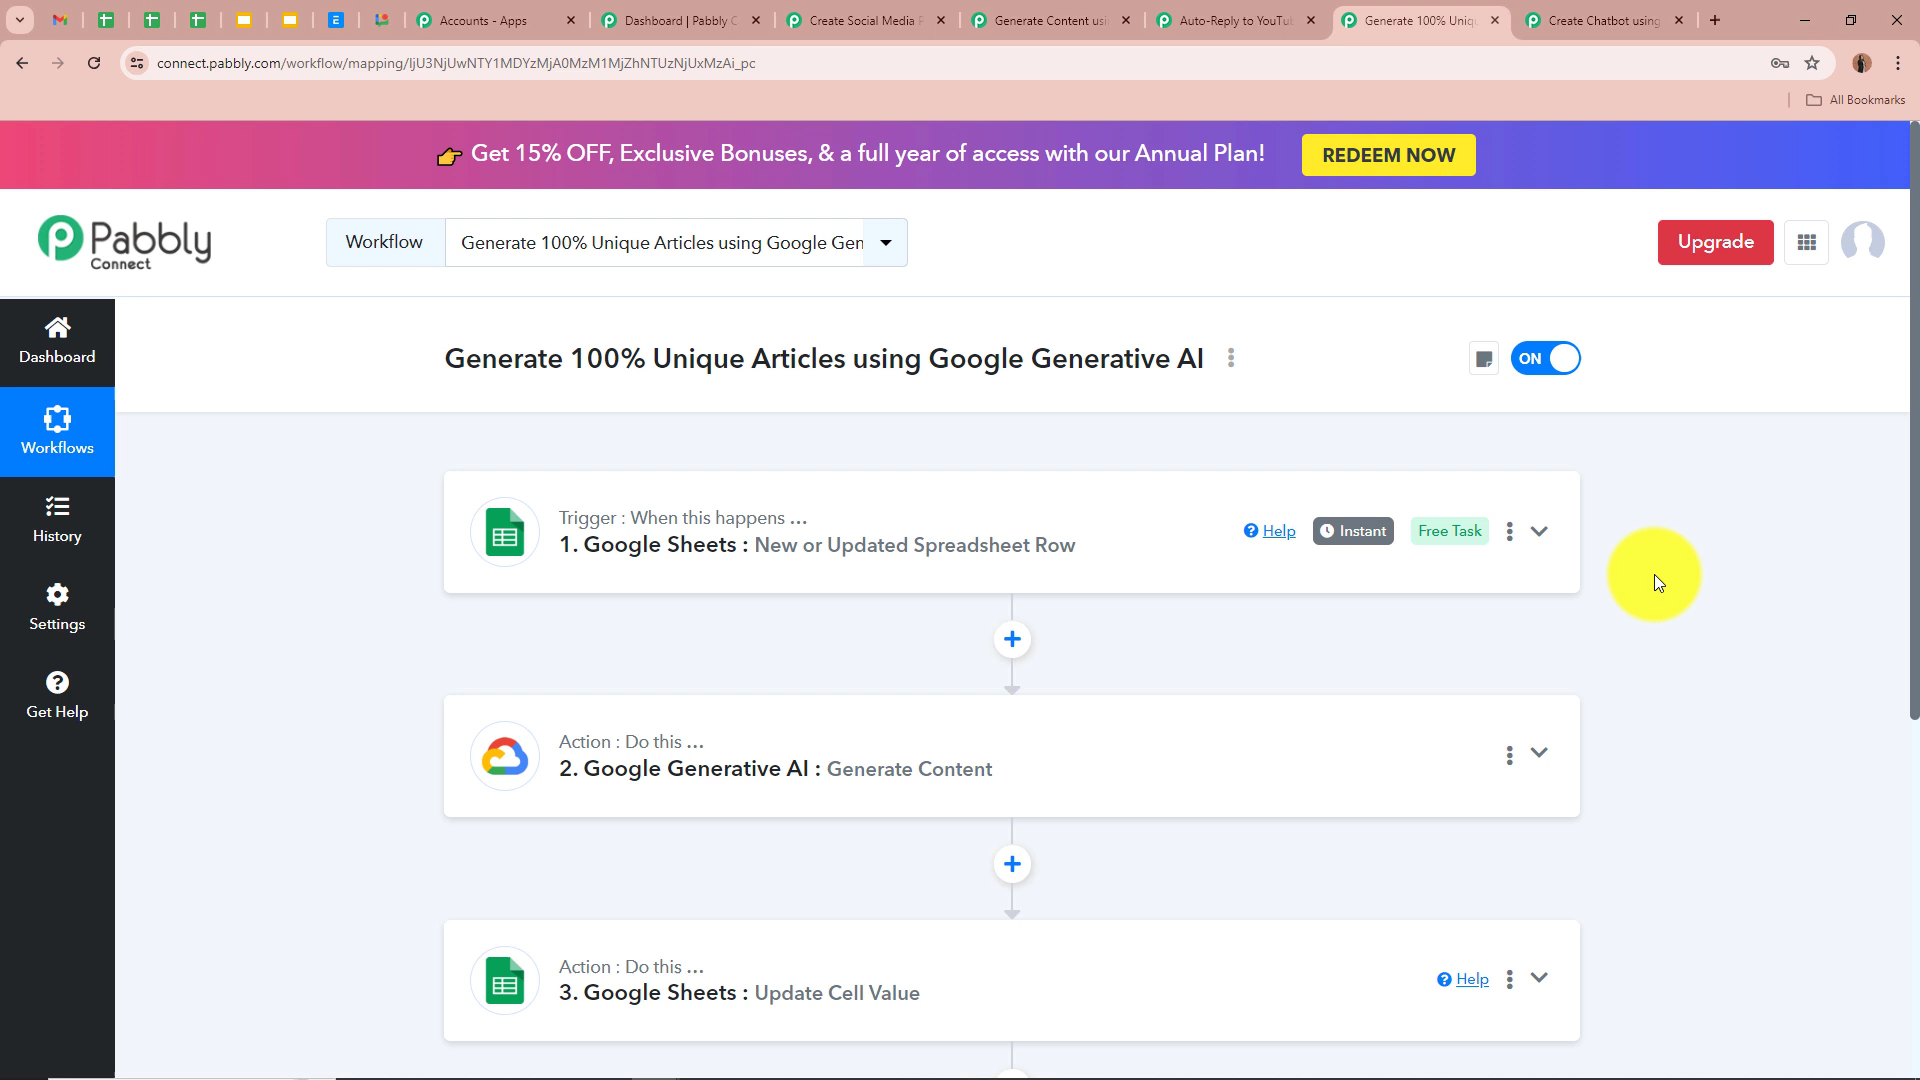 Accounts - Apps
Dashboard | Pabbly C
Create Social Media P
Generate Content usi
Auto-Reply to YouTu
Generate 100% Uniqu
Create Chatbot using
connect.pabbly.com/workflow/mapping/IjU3NjUwNTY1MDYzMjA0MzM1MjZhNTUzNjUxMzAi_pc
All Bookmarks
👉 Get 15% OFF, Exclusive Bonuses, & a full year of access with our Annual Plan!
REDEEM NOW
Pabbly
Connect
Workflow
Generate 100% Unique Articles using Google Gen
Upgrade
Dashboard
Workflows
History
Settings
Get Help
Generate 100% Unique Articles using Google Generative AI
ON
Trigger : When this happens ...
1. Google Sheets : New or Updated Spreadsheet Row
Help
Instant
Free Task
Action : Do this ...
2. Google Generative AI : Generate Content
Action : Do this ...
3. Google Sheets : Update Cell Value
Help